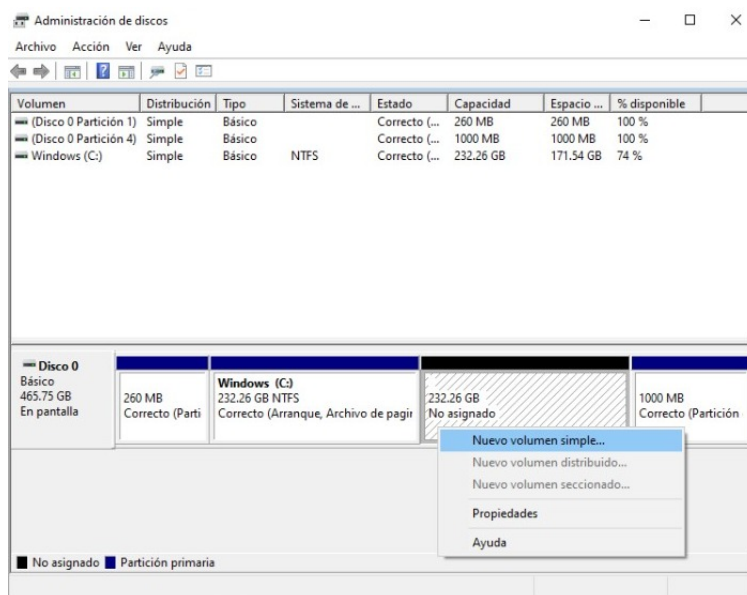 Administración de discos
Archivo Acción Ver Ayuda
Volumen Distribución Tipo Sistema de ... Estado Capacidad Espacio ... % disponible
(Disco 0 Partición 1) Simple Básico Correcto (... 260 MB 260 MB 100 %
(Disco 0 Partición 4) Simple Básico Correcto (... 1000 MB 1000 MB 100 %
Windows (C:) Simple Básico NTFS Correcto (... 232.26 GB 171.54 GB 74 %
Disco 0
Básico
465.75 GB
En pantalla
260 MB
Correcto (Parti
Windows (C:)
232.26 GB NTFS
Correcto (Arranque, Archivo de pagir
232.26 GB
No asignado
1000 MB
Correcto (Partición
Nuevo volumen simple...
Nuevo volumen distribuido...
Nuevo volumen seccionado...
Propiedades
Ayuda
No asignado Partición primaria